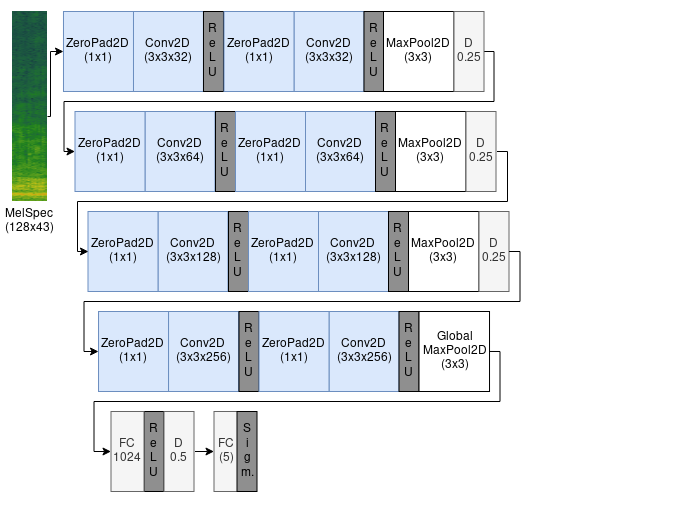 ZeroPad2D
(1x1)
Conv2D
(3x3x32)
ReLU
ZeroPad2D
(1x1)
Conv2D
(3x3x32)
ReLU
MaxPool2D
(3x3)
D
0.25
MelSpec
(128x43)
ZeroPad2D
(1x1)
Conv2D
(3x3x64)
ReLU
ZeroPad2D
(1x1)
Conv2D
(3x3x64)
ReLU
MaxPool2D
(3x3)
D
0.25
ZeroPad2D
(1x1)
Conv2D
(3x3x128)
ReLU
ZeroPad2D
(1x1)
Conv2D
(3x3x128)
ReLU
MaxPool2D
(3x3)
D
0.25
ZeroPad2D
(1x1)
Conv2D
(3x3x256)
ReLU
ZeroPad2D
(1x1)
Conv2D
(3x3x256)
ReLU
Global
MaxPool2D
(3x3)
FC
1024
ReLU
D
0.5
FC
(5)
Sigm.